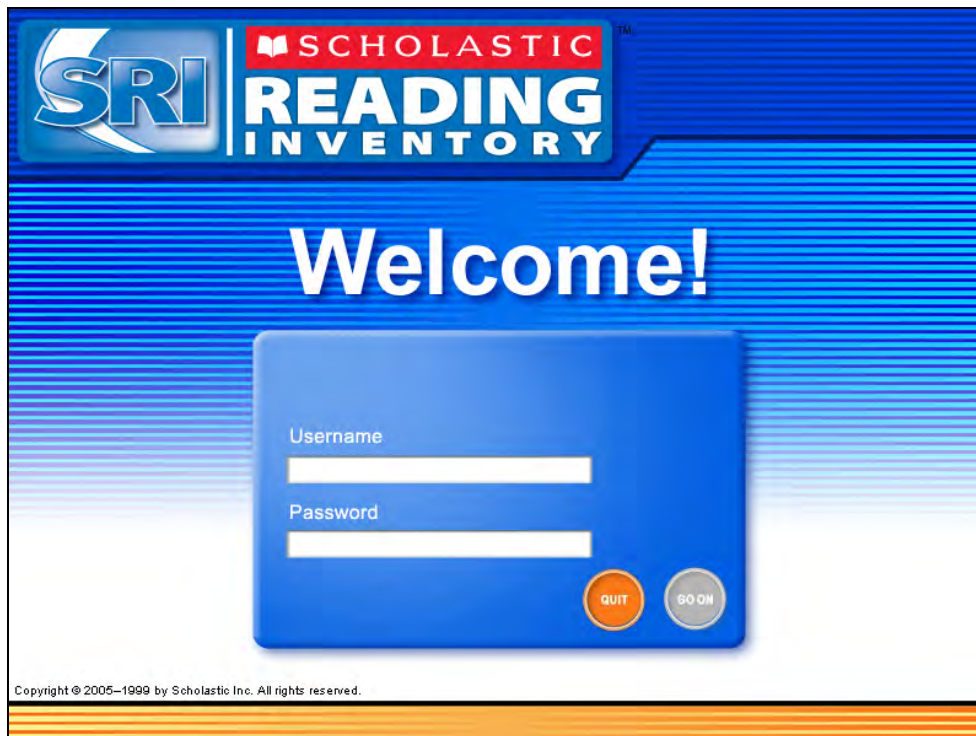 SRI
SCHOLASTIC
READING
INVENTORY
TM
Welcome!
Username
Password
QUIT
GO ON
Copyright © 2005–1999 by Scholastic Inc. All rights reserved.